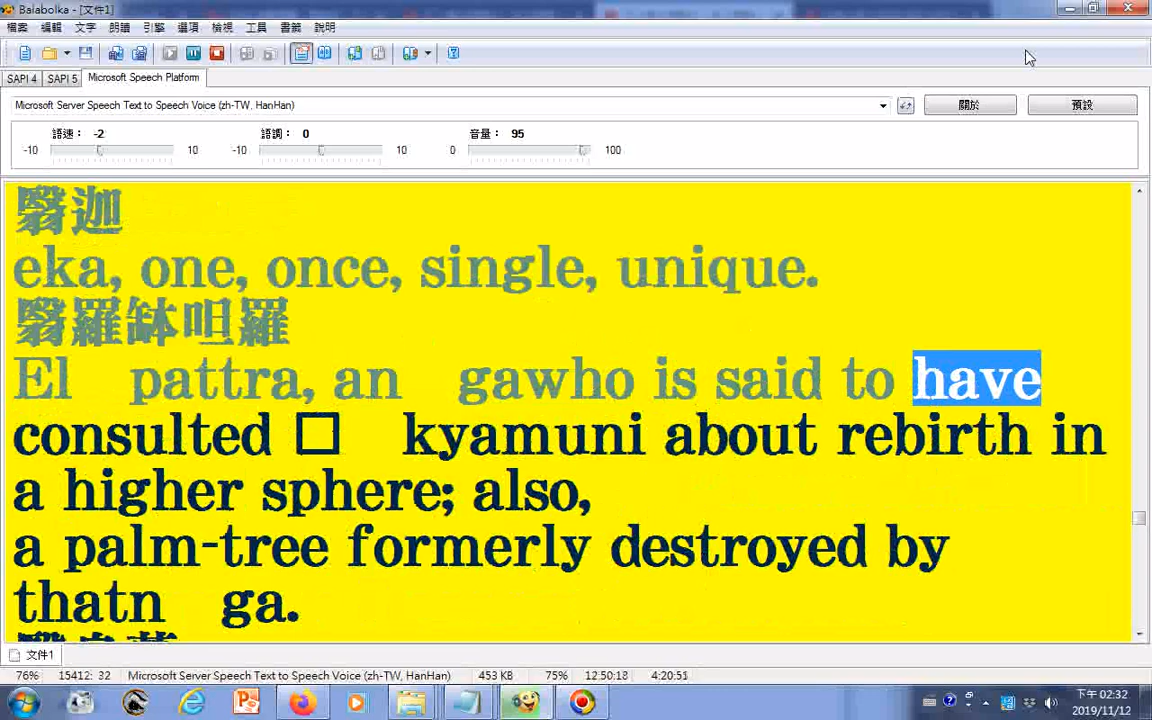 Balabolka - [文件1]
檔案 編輯 文字 朗讀 引擎 選項 檢視 工具 書籤 說明
SAPI 4 SAPI 5 Microsoft Speech Platform
Microsoft Server Speech Text to Speech Voice (zh-TW, HanHan) 關於 預設
語速： -2 語調： 0 音量： 95
-10 10 -10 10 0 100
翳迦
eka, one, once, single, unique.
翳羅缽呾羅
El pattra, an gawho is said to have
consulted □ kyamuni about rebirth in
a higher sphere; also,
a palm-tree formerly destroyed by
thatn ga.
文件1
76% 15412: 32 Microsoft Server Speech Text to Speech Voice (zh-TW, HanHan) 453 KB 75% 12:50:18 4:20:51
下午 02:32
2019/11/12